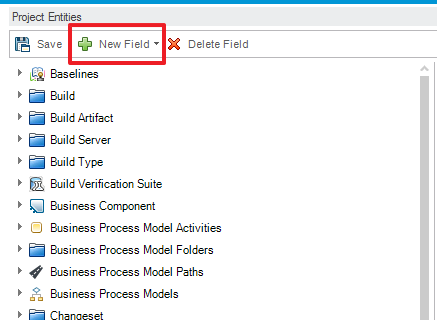 Project Entities
Save New Field Delete Field
Baselines
Build
Build Artifact
Build Server
Build Type
Build Verification Suite
Business Component
Business Process Model Activities
Business Process Model Folders
Business Process Model Paths
Business Process Models
Changeset